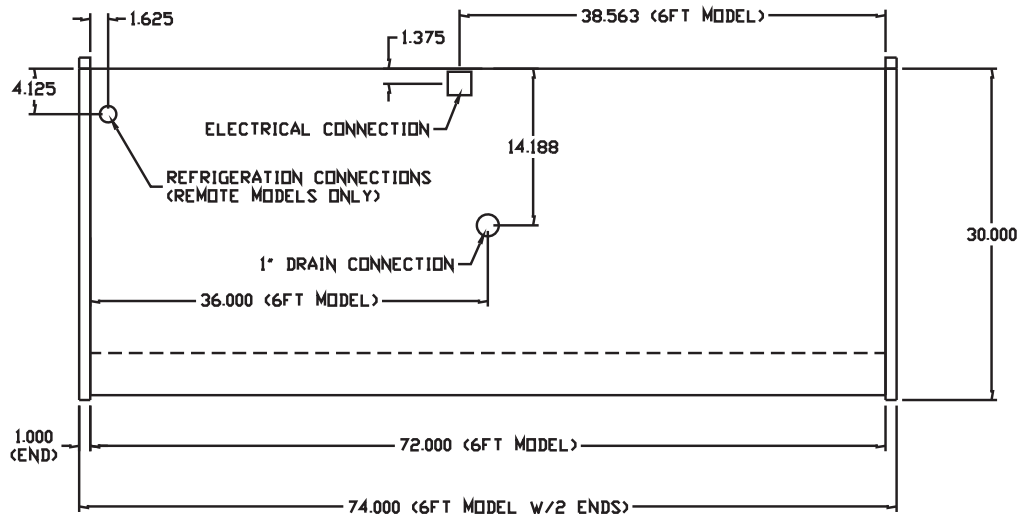 38.563 (6FT MODEL)
1.625
1.375
4.125
ELECTRICAL CONNECTION
14.188
REFRIGERATION CONNECTIONS
(REMOTE MODELS ONLY)
30.000
1" DRAIN CONNECTION
36.000 (6FT MODEL)
1.000
(END)
72.000 (6FT MODEL)
74.000 (6FT MODEL W/2 ENDS)